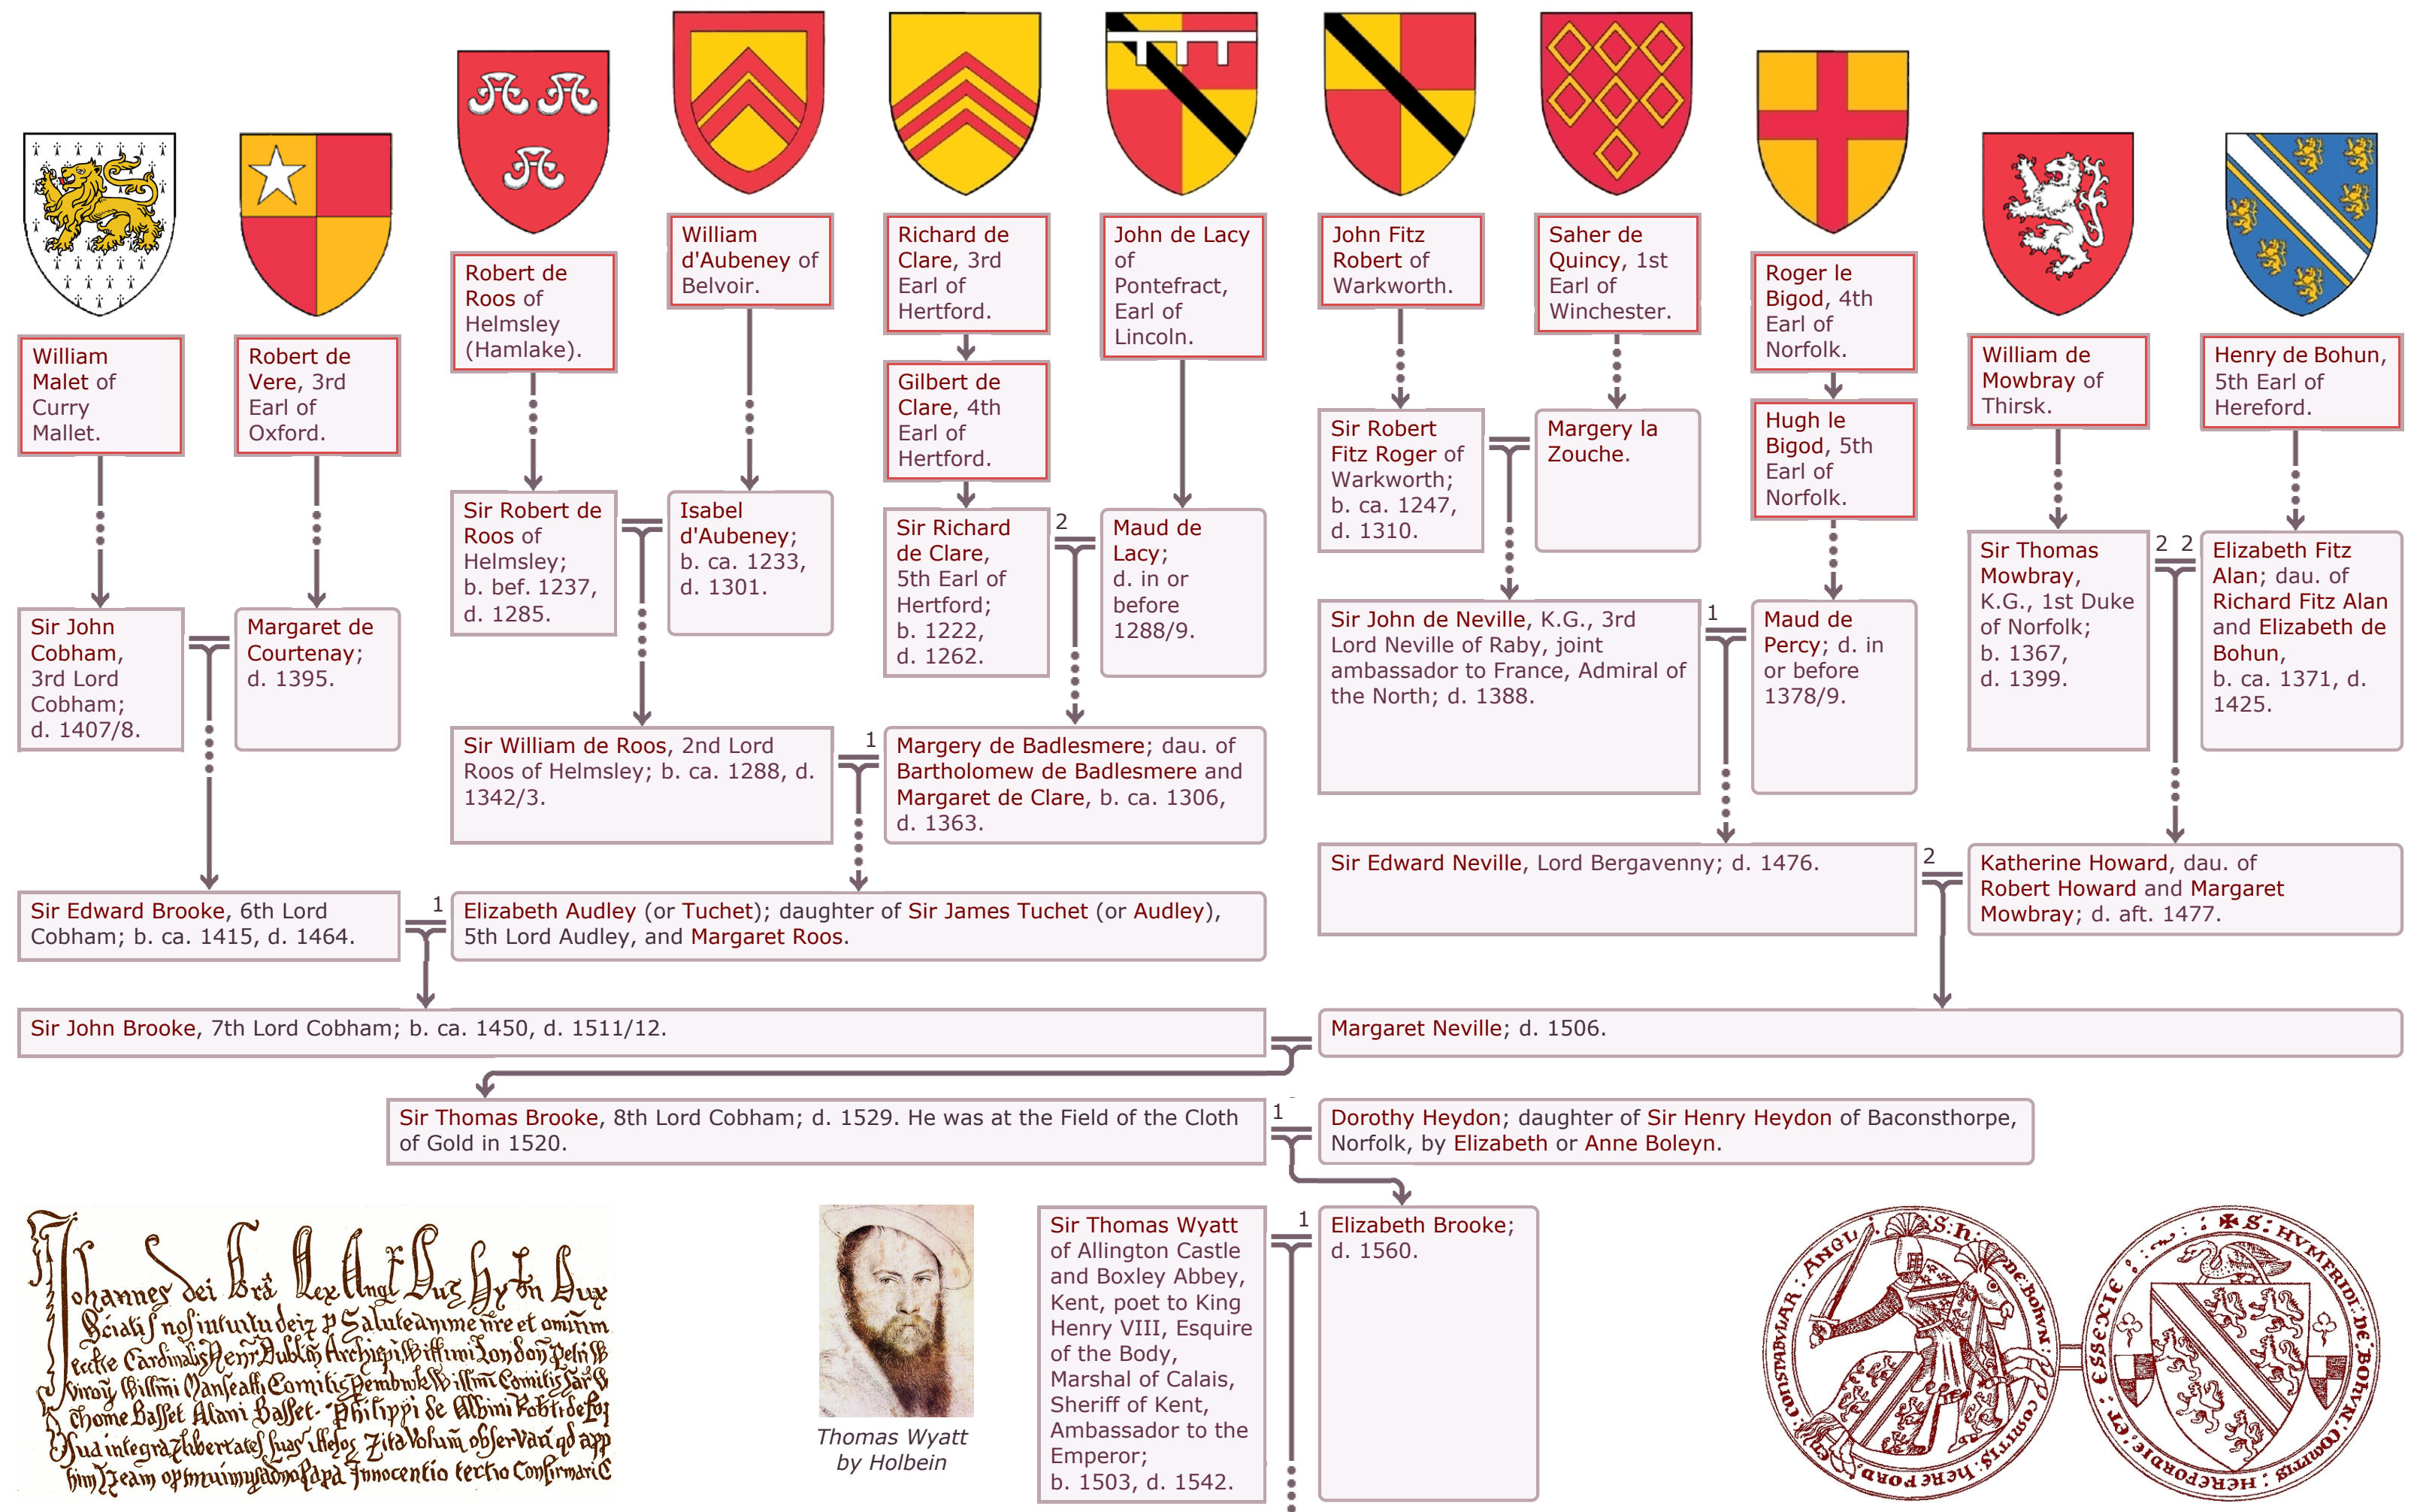 William
Malet of
Curry
Mallet.
Robert de
Vere, 3rd
Earl of
Oxford.
Robert de
Roos of
Helmsley
(Hamlake).
William
d'Aubeney of
Belvoir.
Richard de
Clare, 3rd
Earl of
Hertford.
John de Lacy
of
Pontefract,
Earl of
Lincoln.
John Fitz
Robert of
Warkworth.
Saher de
Quincy, 1st
Earl of
Winchester.
Roger le
Bigod, 4th
Earl of
Norfolk.
William de
Mowbray of
Thirsk.
Henry de Bohun,
5th Earl of
Hereford.
Gilbert de
Clare, 4th
Earl of
Hertford.
Hugh le
Bigod, 5th
Earl of
Norfolk.
Sir Robert
Fitz Roger of
Warkworth;
b. ca. 1247,
d. 1310.
Margery la
Zouche.
Sir Robert de
Roos of
Helmsley;
b. bef. 1237,
d. 1285.
Isabel
d'Aubeney;
b. ca. 1233,
d. 1301.
Sir Richard
de Clare,
5th Earl of
Hertford;
b. 1222,
d. 1262.
2
Maud de
Lacy;
d. in or
before
1288/9.
Sir Thomas
Mowbray,
K.G., 1st Duke
of Norfolk;
b. 1367,
d. 1399.
2 2
Elizabeth Fitz
Alan; dau. of
Richard Fitz Alan
and Elizabeth de
Bohun,
b. ca. 1371, d.
1425.
Sir John
Cobham,
3rd Lord
Cobham;
d. 1407/8.
Margaret de
Courtenay;
d. 1395.
Sir John de Neville, K.G., 3rd
Lord Neville of Raby, joint
ambassador to France, Admiral of
the North; d. 1388.
1
Maud de
Percy; d. in
or before
1378/9.
Sir William de Roos, 2nd Lord
Roos of Helmsley; b. ca. 1288, d.
1342/3.
1
Margery de Badlesmere; dau. of
Bartholomew de Badlesmere and
Margaret de Clare, b. ca. 1306,
d. 1363.
Sir Edward Neville, Lord Bergavenny; d. 1476.
2
Katherine Howard, dau. of
Robert Howard and Margaret
Mowbray; d. aft. 1477.
Sir Edward Brooke, 6th Lord
Cobham; b. ca. 1415, d. 1464.
1
Elizabeth Audley (or Tuchet); daughter of Sir James Tuchet (or Audley),
5th Lord Audley, and Margaret Roos.
Sir John Brooke, 7th Lord Cobham; b. ca. 1450, d. 1511/12.
Margaret Neville; d. 1506.
Sir Thomas Brooke, 8th Lord Cobham; d. 1529. He was at the Field of the Cloth
of Gold in 1520.
1
Dorothy Heydon; daughter of Sir Henry Heydon of Baconsthorpe,
Norfolk, by Elizabeth or Anne Boleyn.
Thomas Wyatt
by Holbein
Sir Thomas Wyatt
of Allington Castle
and Boxley Abbey,
Kent, poet to King
Henry VIII, Esquire
of the Body,
Marshal of Calais,
Sheriff of Kent,
Ambassador to the
Emperor;
b. 1503, d. 1542.
1
Elizabeth Brooke;
d. 1560.
S: HVMFRIDI: DE: BOHVN: COMITIS: HEREFORDIE: ET: ESSEXIE